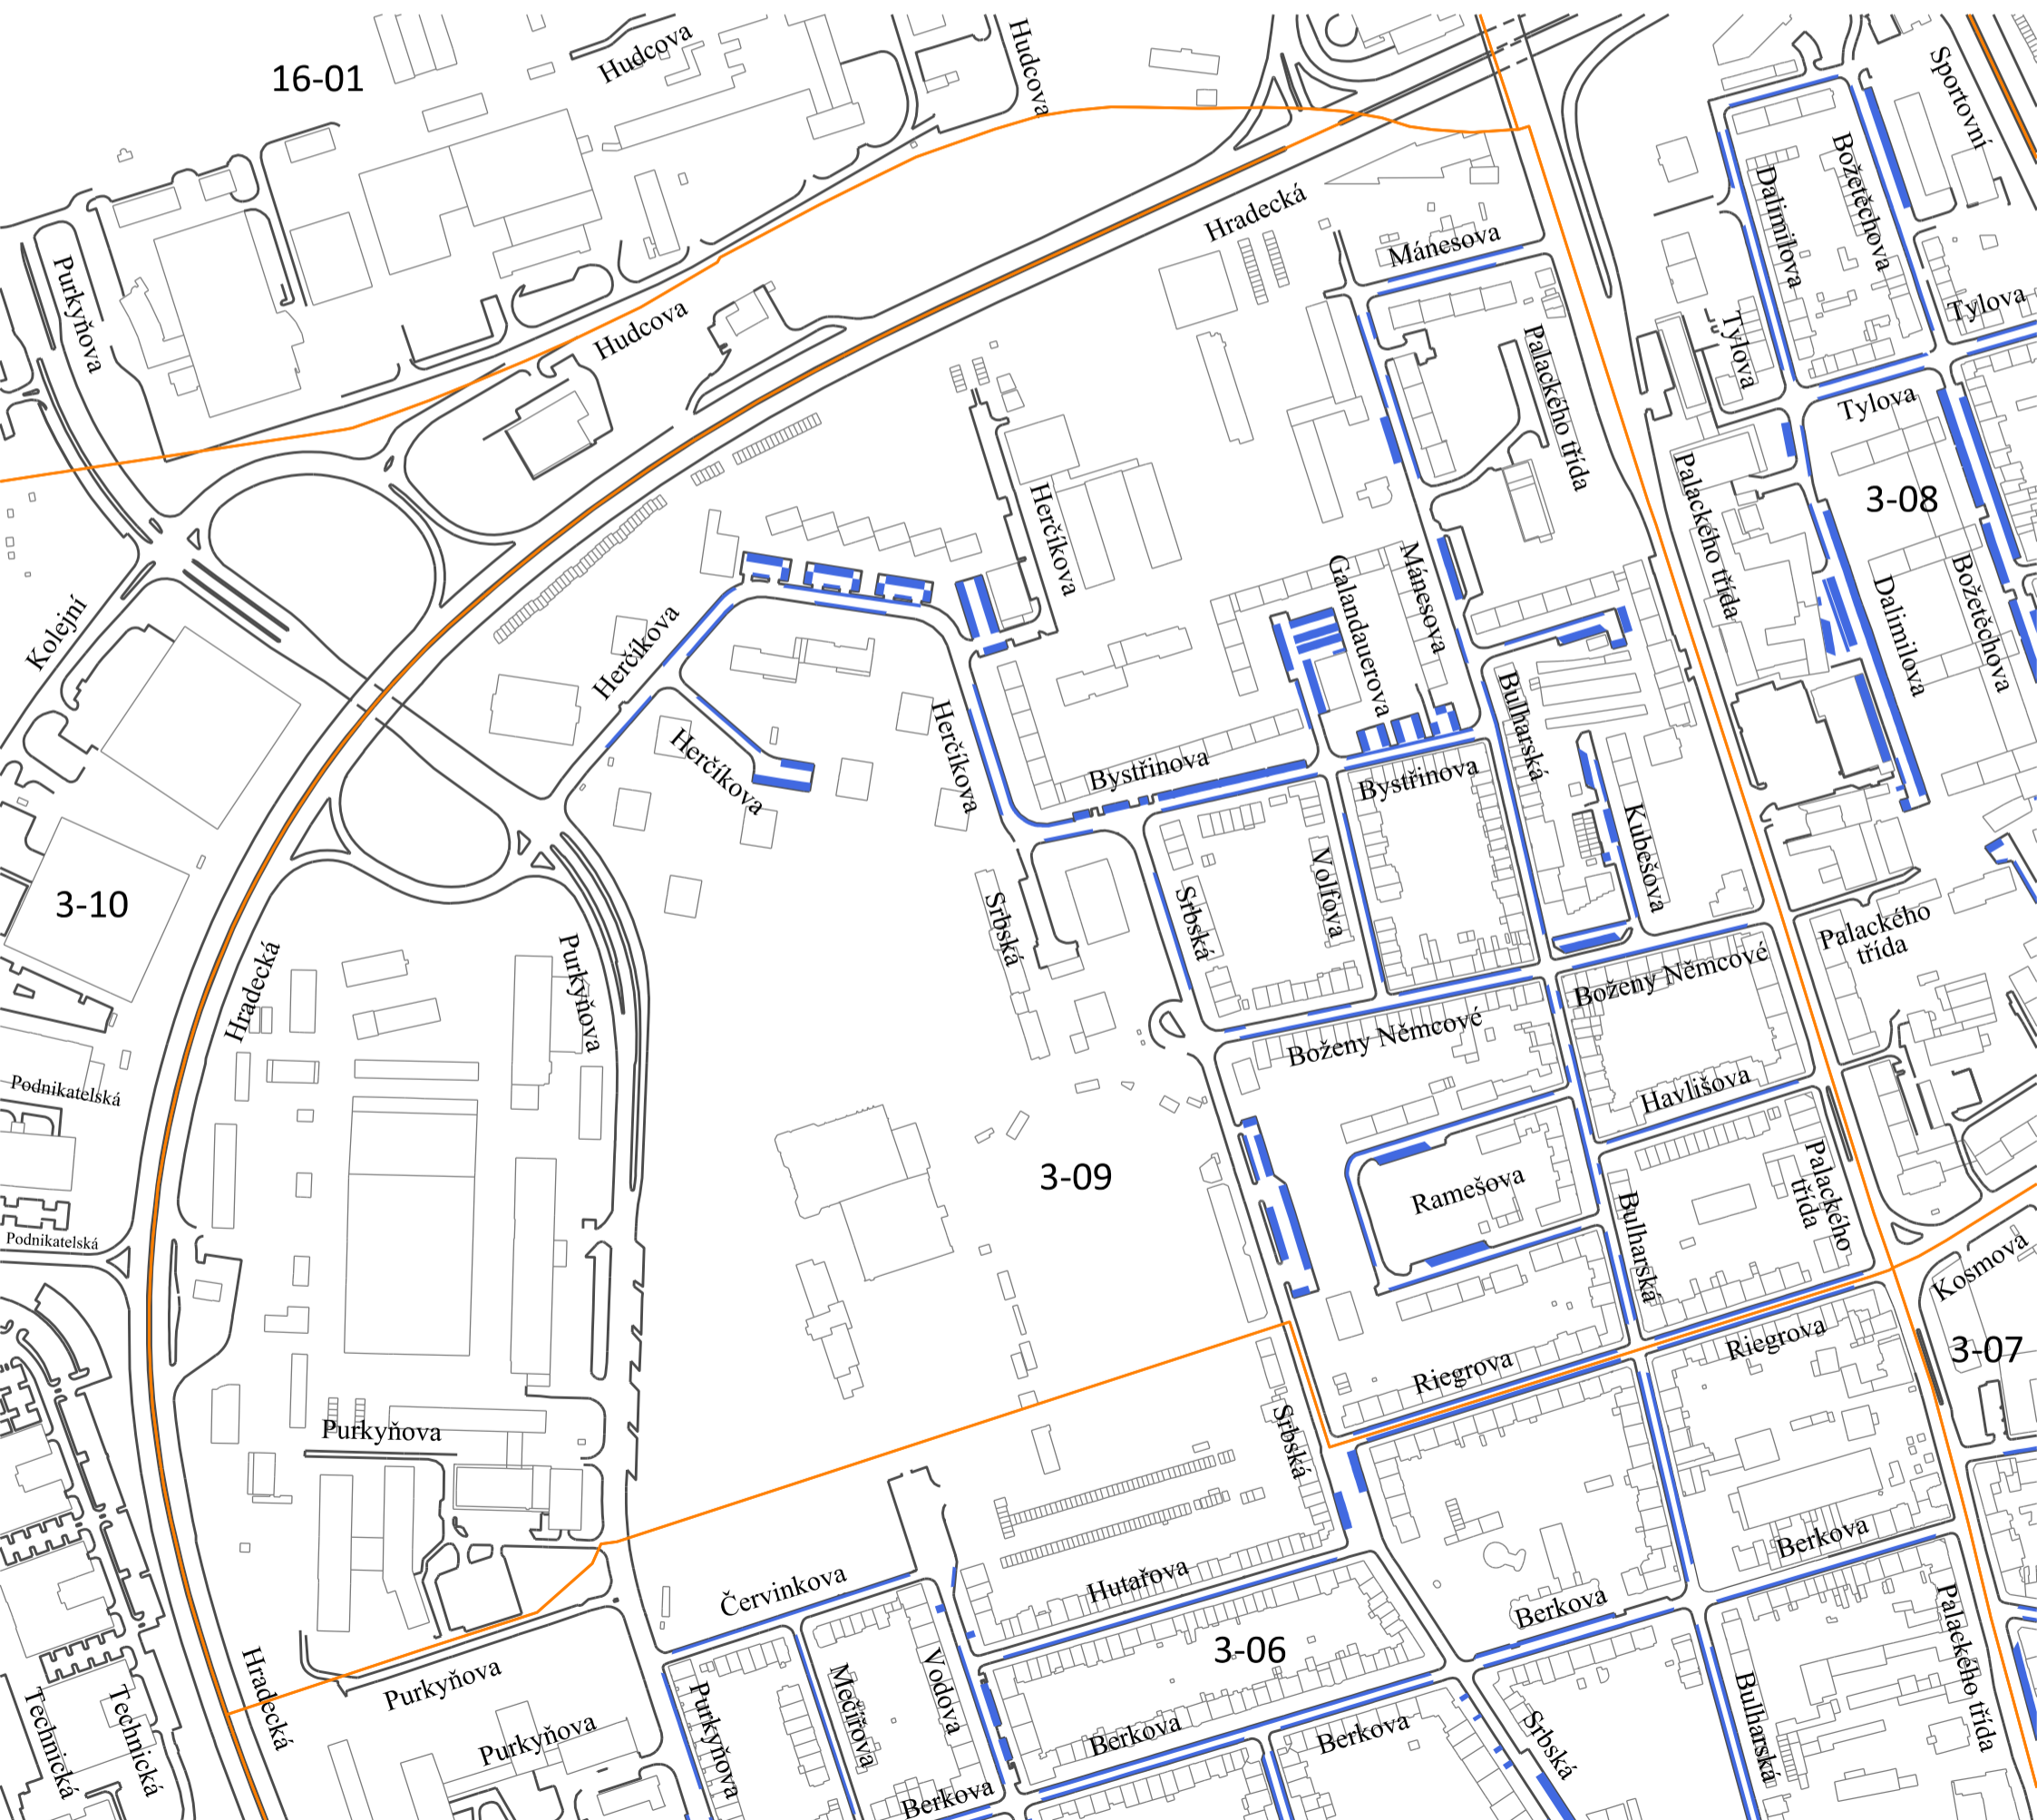 Hudcova
Hudcova
16-01
Sportovní
Božetěchova
Dalimilova
Hradecká
Mánesova
Purkyňova
Tylova
Hudcova
Tylova
Palackého třída
Tylova
3-08
Palackého třída
Herčíkova
Galandauerova
Mánesova
Božetěchova
Dalimilova
Kolejní
Herčíkova
Bulharská
Herčíkova
Herčíkova
Bystřinova
Bystřinova
Kubešova
Volfova
3-10
Srbská
Srbská
Palackého
třída
Hradecká
Purkyňova
Boženy Němcové
Boženy Němcové
Podnikatelská
Havlišova
3-09
Ramešova
Palackého
třída
Bulharská
Podnikatelská
Kosmova
Riegrova
3-07
Riegrova
Purkyňova
Srbská
Berkova
Hutařova
Červinkova
Berkova
3-06
Palackého třída
Hradecká
Purkyňova
Vodova
Mečířova
Purkyňova
Technická
Technická
Purkyňova
Berkova
Berkova
Srbská
Bulharská
Berkova